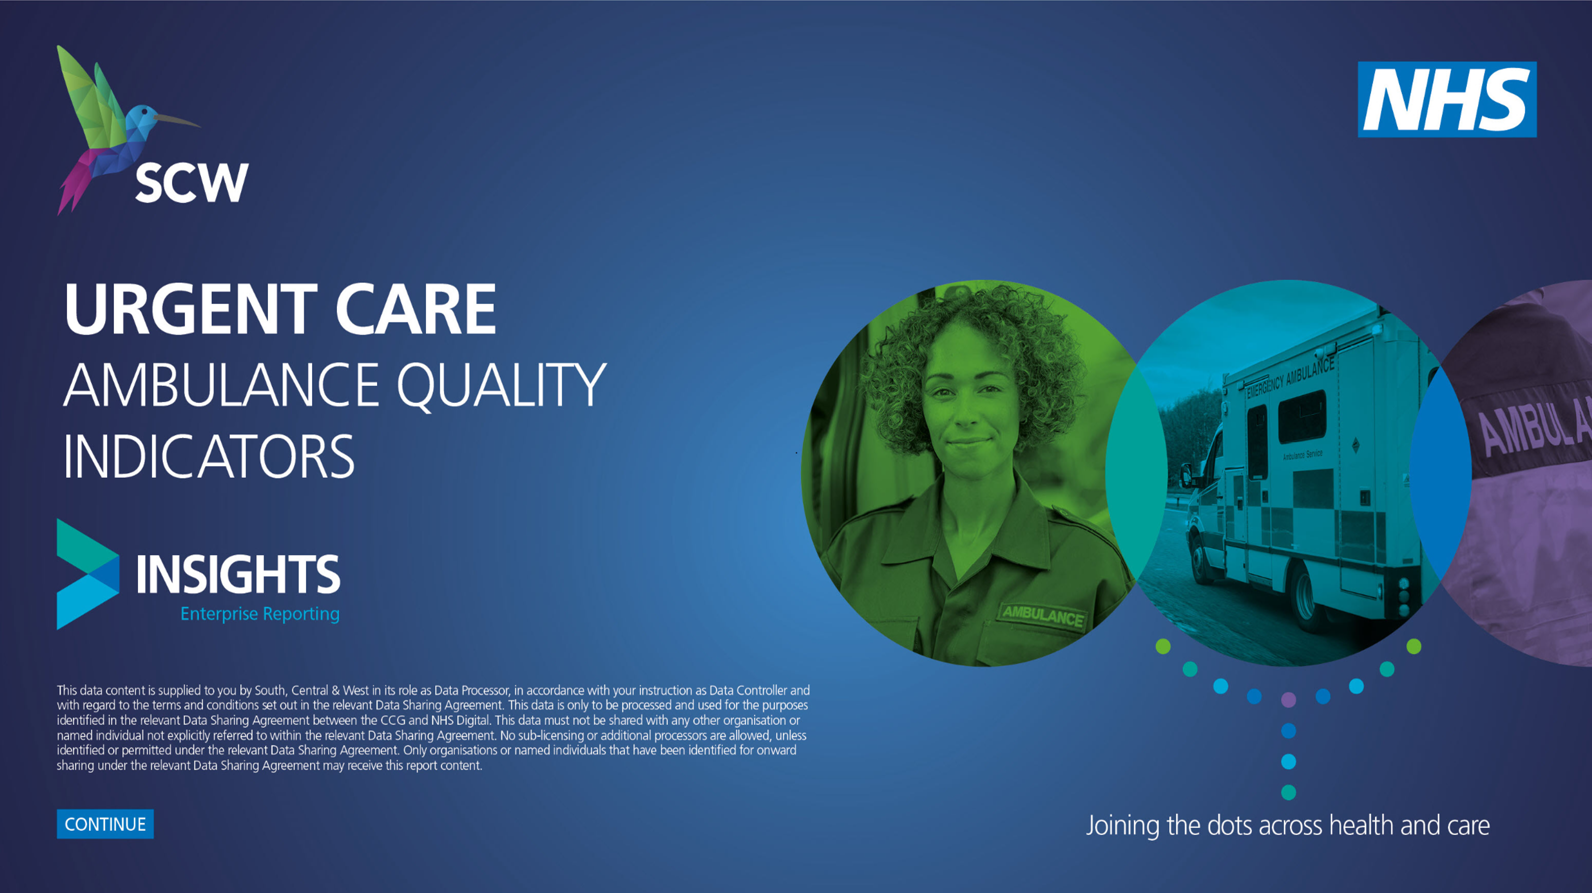 NHS
SCW
URGENT CARE
AMBULANCE QUALITY
INDICATORS
INSIGHTS
Enterprise Reporting
EMERGENCY AMBULANCE
Ambulance Service
AMBULANCE
AMBULA
This data content is supplied to you by South, Central & West in its role as Data Processor, in accordance with your instruction as Data Controller and
with regard to the terms and conditions set out in the relevant Data Sharing Agreement. This data is only to be processed and used for the purposes
identified in the relevant Data Sharing Agreement between the CCG and NHS Digital. This data must not be shared with any other organisation or
named individual not explicitly referred to within the relevant Data Sharing Agreement. No sub-licensing or additional processors are allowed, unless
identified or permitted under the relevant Data Sharing Agreement. Only organisations or named individuals that have been identified for onward
sharing under the relevant Data Sharing Agreement may receive this report content.
CONTINUE
Joining the dots across health and care